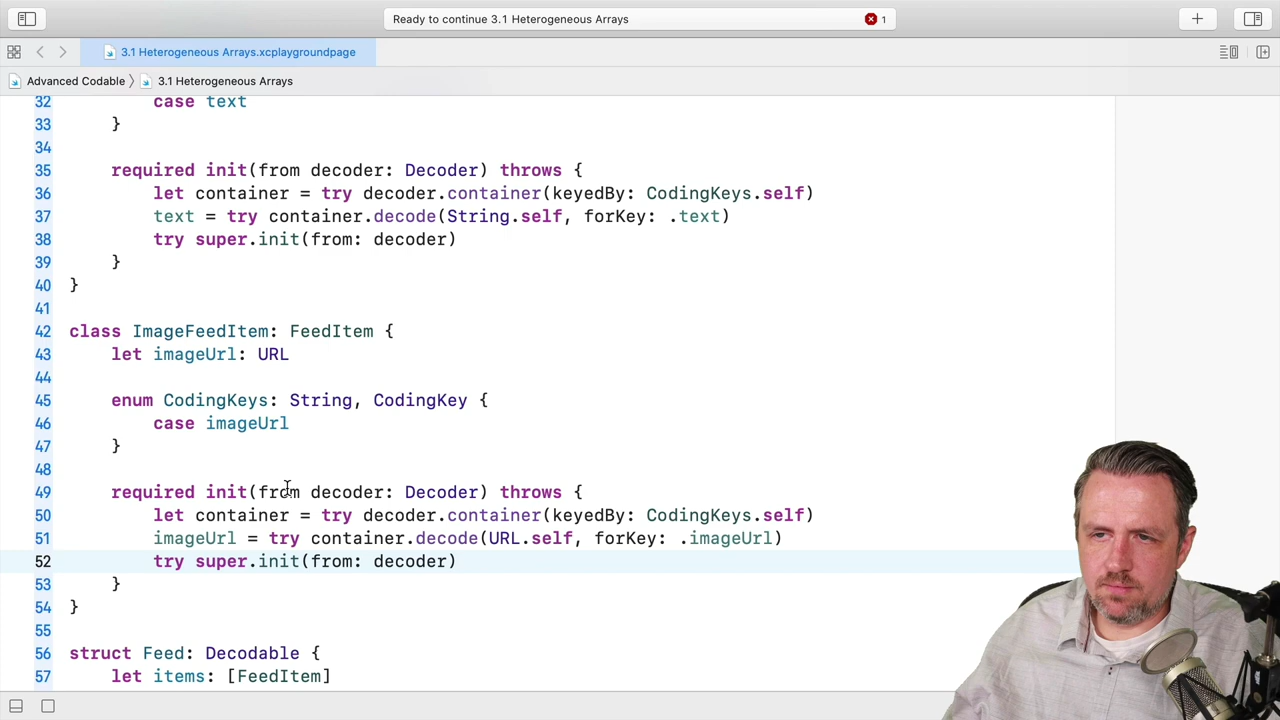 Ready to continue 3.1 Heterogeneous Arrays 1
3.1 Heterogeneous Arrays.xcplaygroundpage
Advanced Codable 3.1 Heterogeneous Arrays
32 case text
33 }
34
35 required init(from decoder: Decoder) throws {
36 let container = try decoder.container(keyedBy: CodingKeys.self)
37 text = try container.decode(String.self, forKey: .text)
38 try super.init(from: decoder)
39 }
40 }
41
42 class ImageFeedItem: FeedItem {
43 let imageUrl: URL
44
45 enum CodingKeys: String, CodingKey {
46 case imageUrl
47 }
48
49 required init(from decoder: Decoder) throws {
50 let container = try decoder.container(keyedBy: CodingKeys.self)
51 imageUrl = try container.decode(URL.self, forKey: .imageUrl)
52 try super.init(from: decoder)
53 }
54 }
55
56 struct Feed: Decodable {
57 let items: [FeedItem]